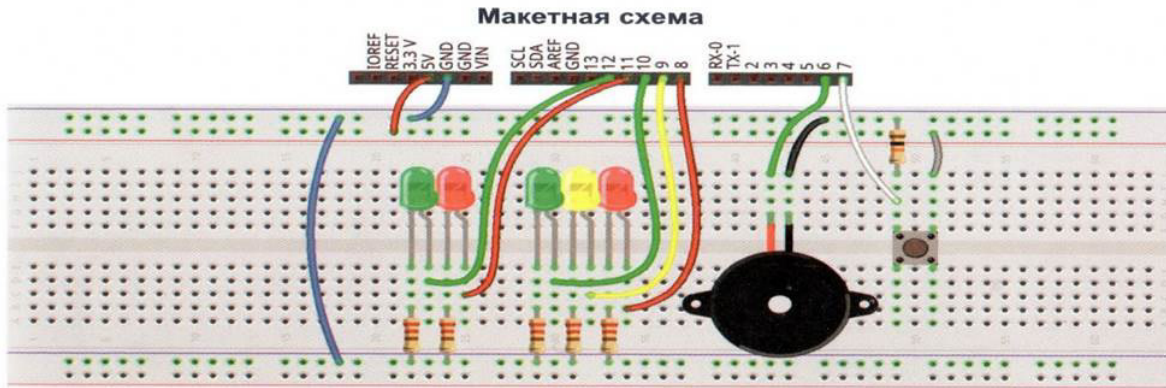 Макетная схема
IOREF
RESET
3.3 V
5V
GND
GND
VIN
SCL
SDA
AREF
GND
13
12
11
10
9
8
RX-0
TX-1
2
3
4
5
6
7